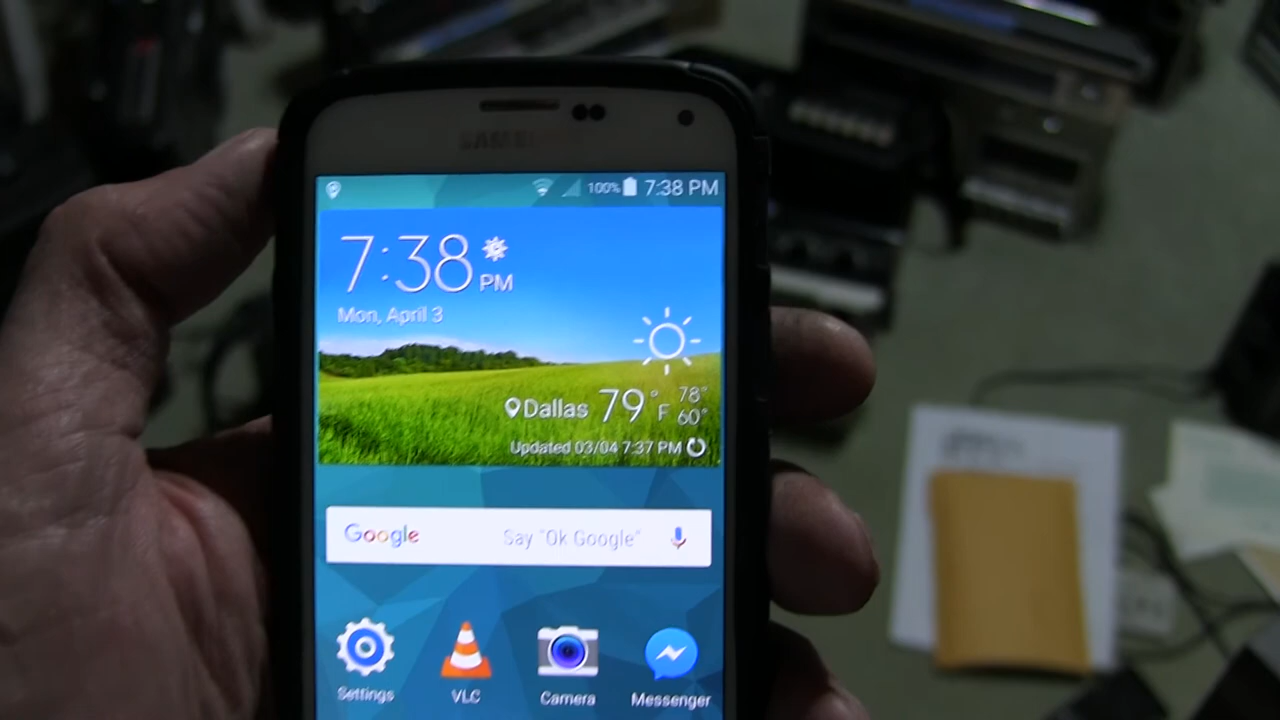 SAMSUNG
100% 7:38 PM
7:38 PM
Mon, April 3
Dallas 79° F 78° 60°
Updated 03/04 7:37 PM
Google Say "Ok Google"
Settings VLC Camera Messenger